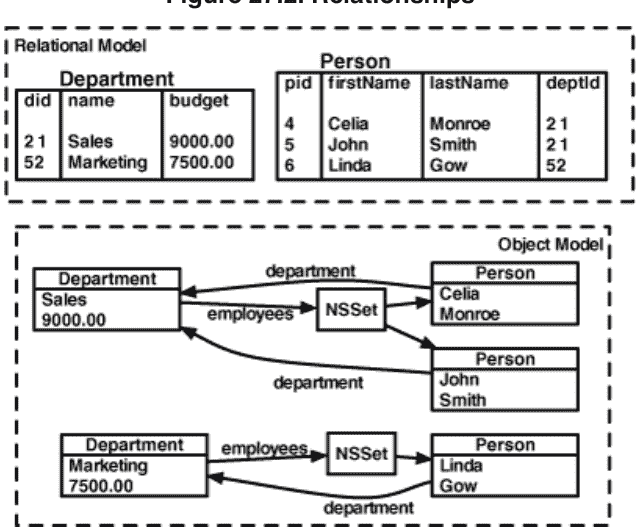 Figure 27.2. Relationships
Relational Model
Department
did name budget
21 Sales 9000.00
52 Marketing 7500.00
Person
pid firstName lastName deptId
4 Celia Monroe 21
5 John Smith 21
6 Linda Gow 52
Object Model
Department
Sales
9000.00
department
employees
NSSet
Person
Celia
Monroe
department
Person
John
Smith
Department
Marketing
7500.00
employees
NSSet
department
Person
Linda
Gow